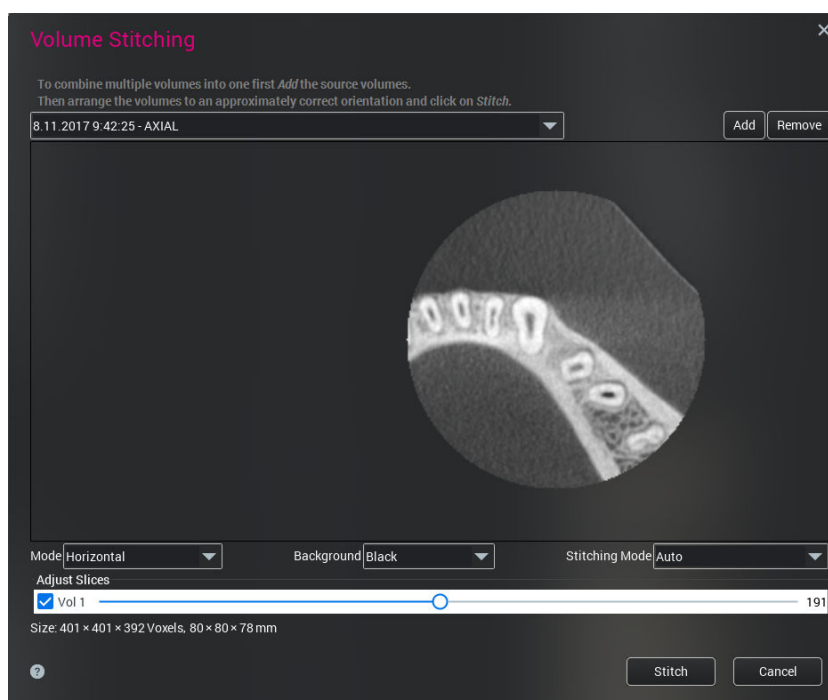 Volume Stitching
To combine multiple volumes into one first Add the source volumes.
Then arrange the volumes to an approximately correct orientation and click on Stitch.
8.11.2017 9:42:25 - AXIAL
Add Remove
Mode Horizontal Background Black Stitching Mode Auto
Adjust Slices
Vol 1 191
Size: 401 × 401 × 392 Voxels, 80 × 80 × 78 mm
? Stitch Cancel